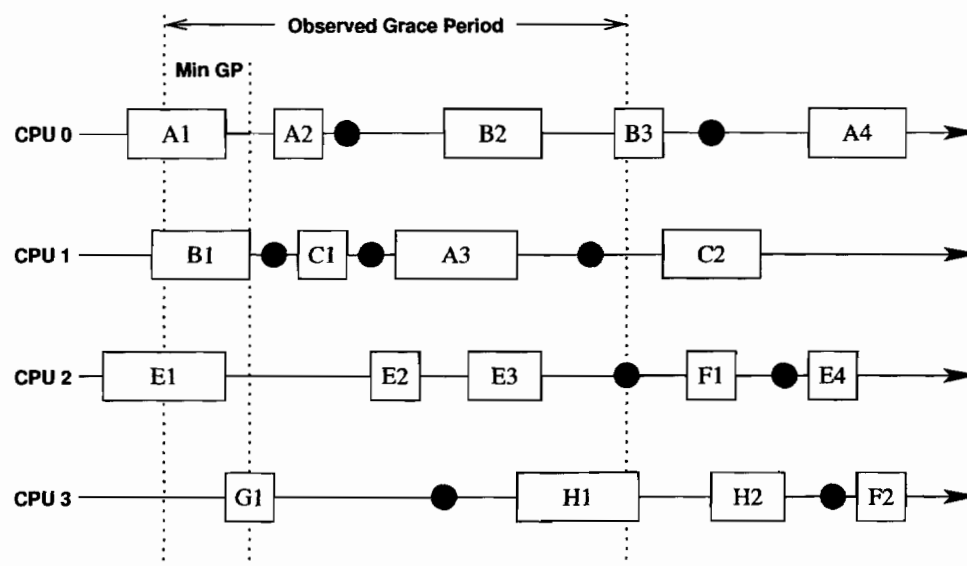 Observed Grace Period
Min GP
CPU 0 A1 A2 B2 B3 A4
CPU 1 B1 C1 A3 C2
CPU 2 E1 E2 E3 F1 E4
CPU 3 G1 H1 H2 F2